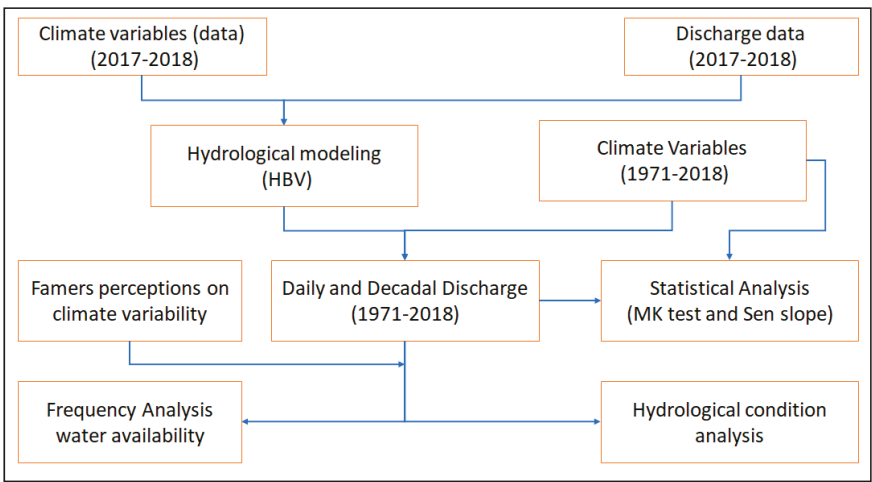 Climate variables (data)
(2017-2018)
Discharge data
(2017-2018)
Hydrological modeling
(HBV)
Climate Variables
(1971-2018)
Famers perceptions on
climate variability
Daily and Decadal Discharge
(1971-2018)
Statistical Analysis
(MK test and Sen slope)
Frequency Analysis
water availability
Hydrological condition
analysis